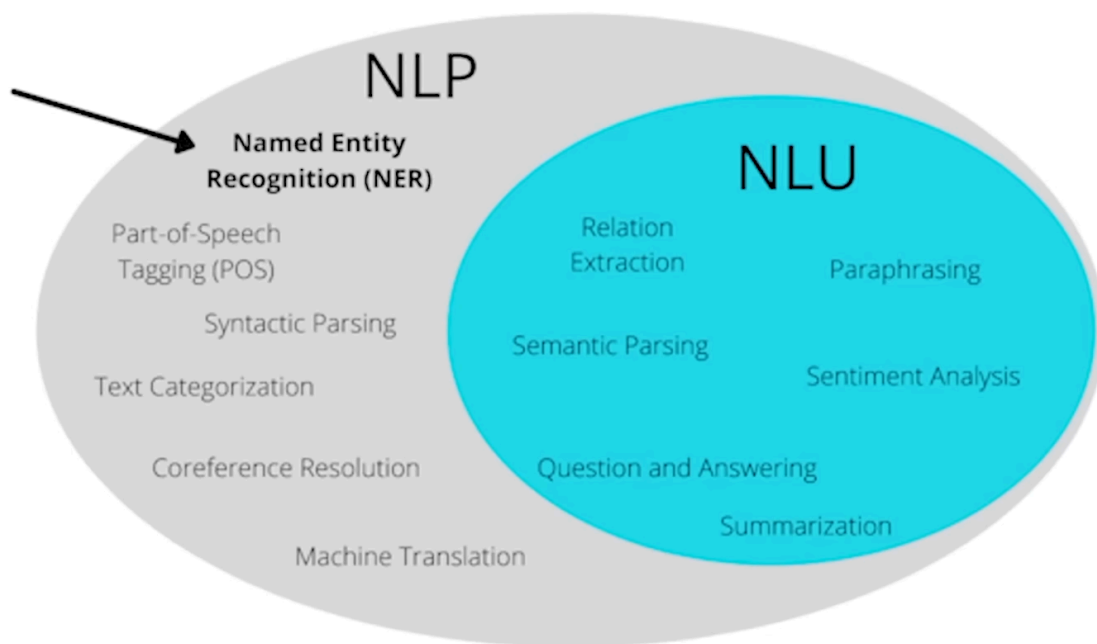 NLP
Named Entity
Recognition (NER)
Part-of-Speech
Tagging (POS)
Syntactic Parsing
Text Categorization
Coreference Resolution
Machine Translation
NLU
Relation
Extraction
Paraphrasing
Semantic Parsing
Sentiment Analysis
Question and Answering
Summarization